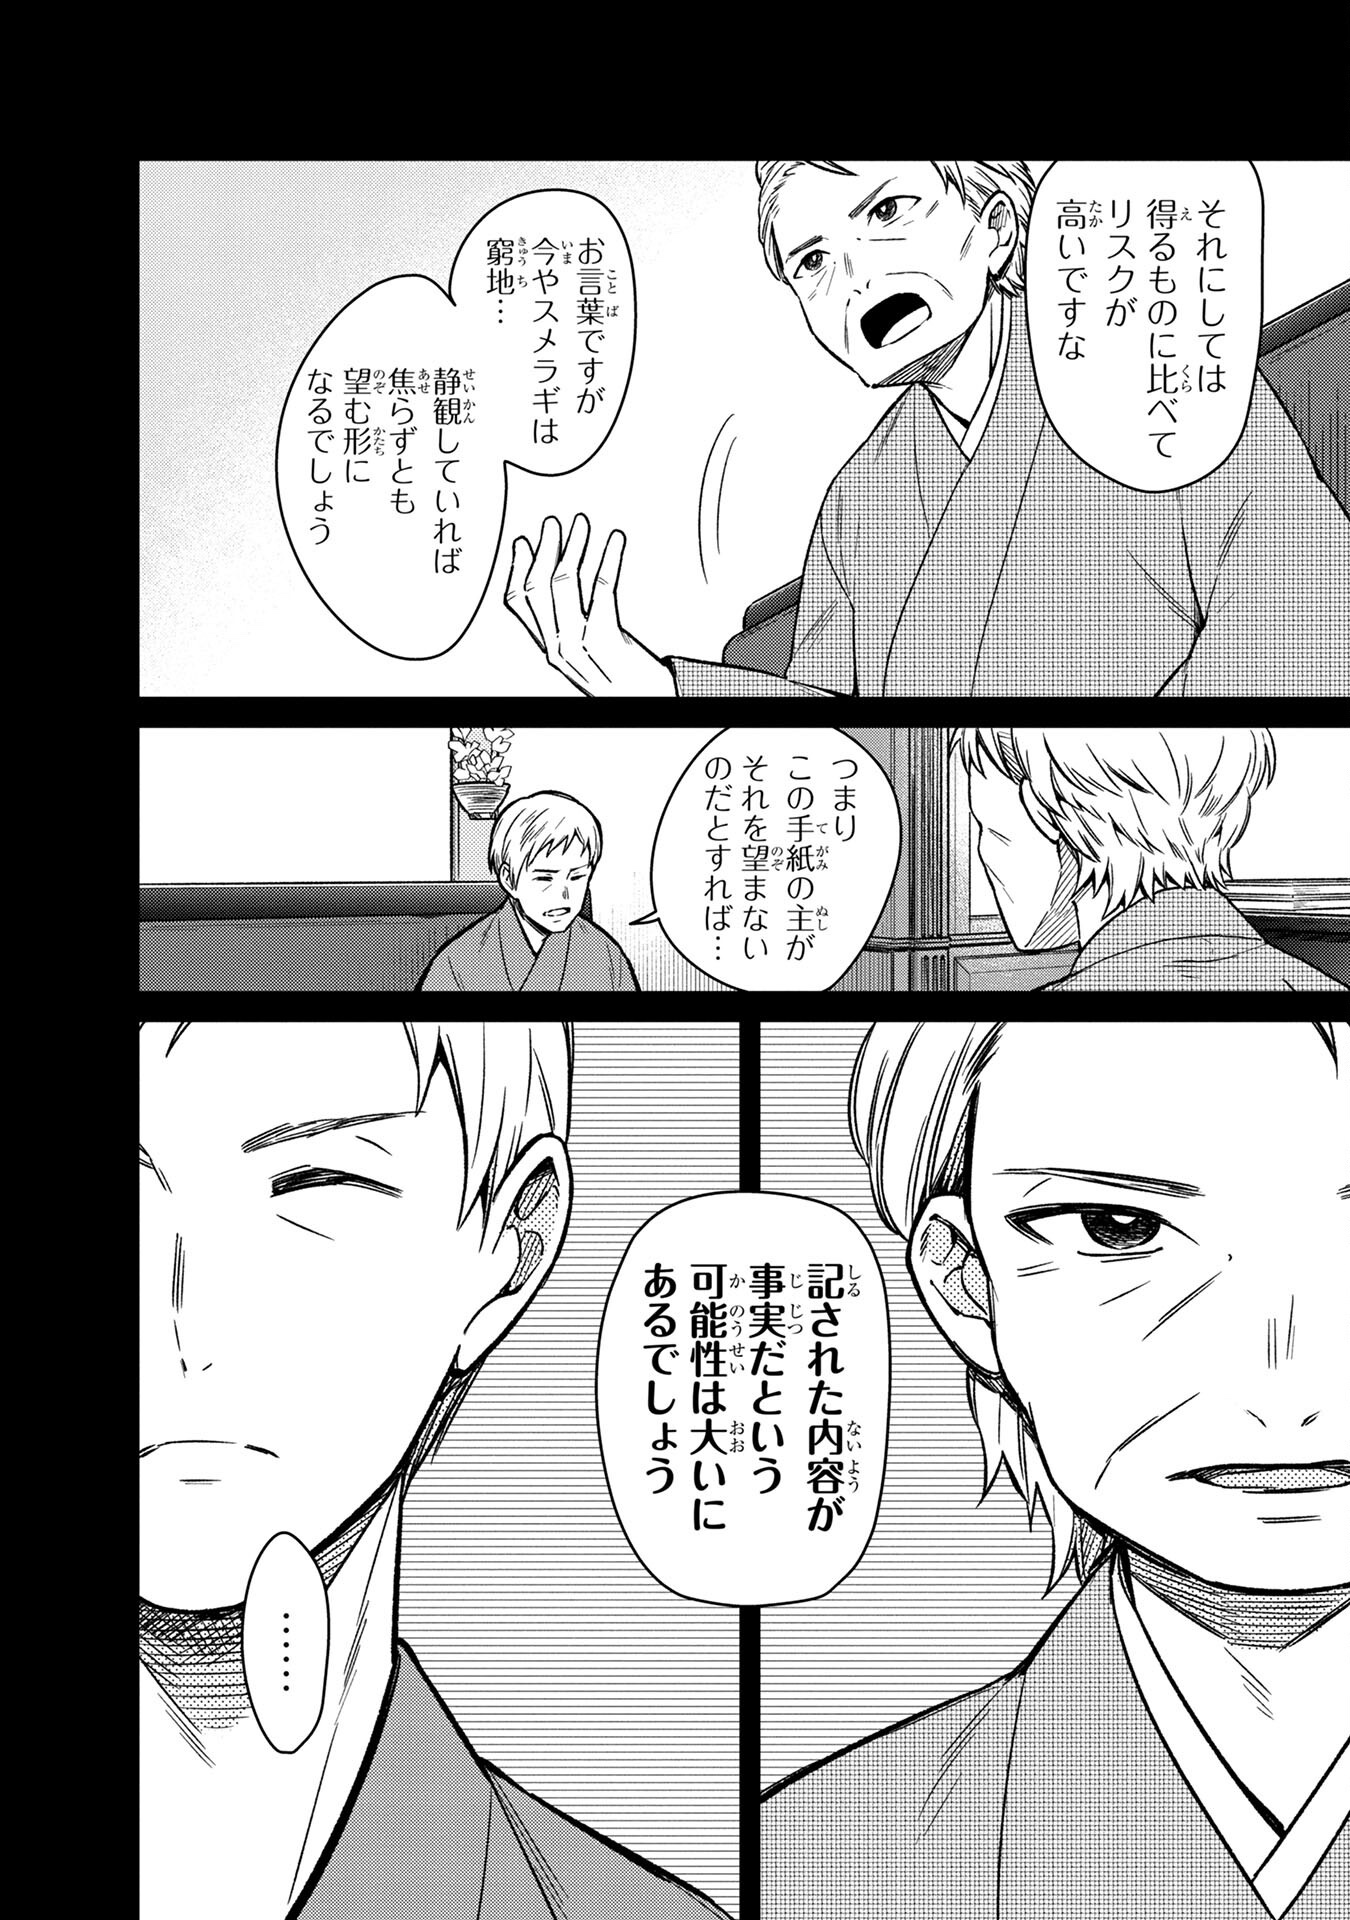 それにしては
得るものに比べて
リスクが
高いですな
お言葉ですが
今やスメラギは
窮地…
静観していれば
焦らずとも
望む形に
なるでしょう
つまり
この手紙の主が
それを望まない
のだとすれば…
記された内容が
事実だという
可能性は大いに
あるでしょう
……